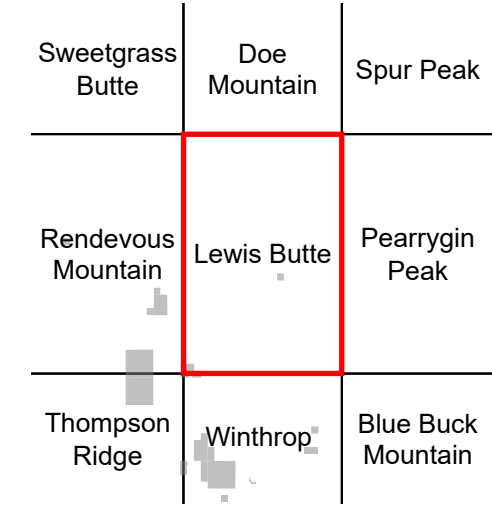 Sweetgrass
Butte
Doe
Mountain
Spur Peak
Rendevous
Mountain
Lewis Butte
Pearrygin
Peak
Thompson
Ridge
Winthrop
Blue Buck
Mountain